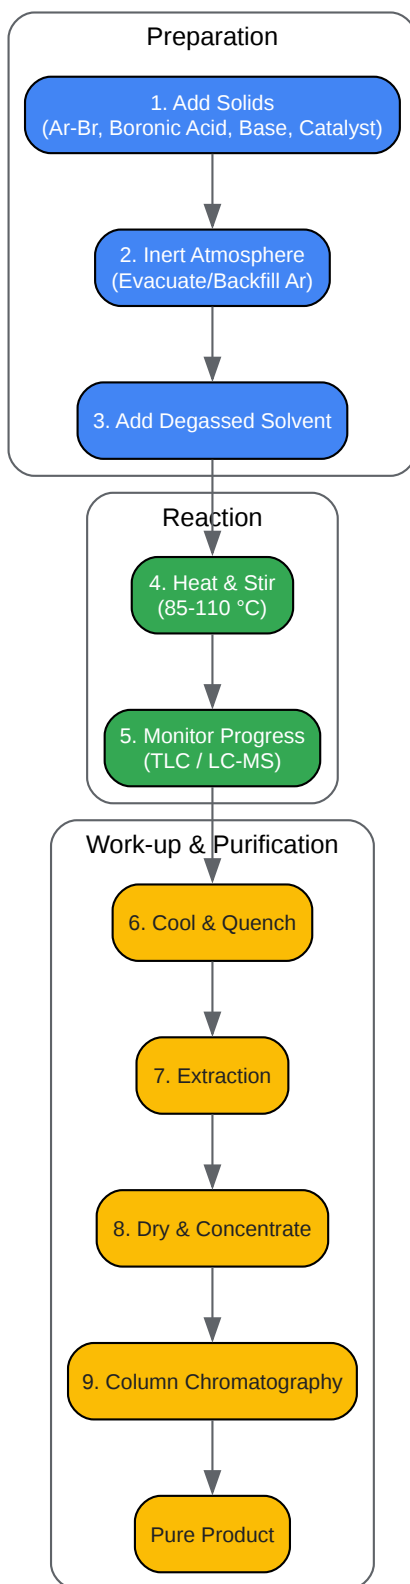 Preparation
1. Add Solids
(Ar-Br, Boronic Acid, Base, Catalyst)
2. Inert Atmosphere
(Evacuate/Backfill Ar)
3. Add Degassed Solvent
Reaction
4. Heat & Stir
(85-110 °C)
5. Monitor Progress
(TLC / LC-MS)
Work-up & Purification
6. Cool & Quench
7. Extraction
8. Dry & Concentrate
9. Column Chromatography
Pure Product